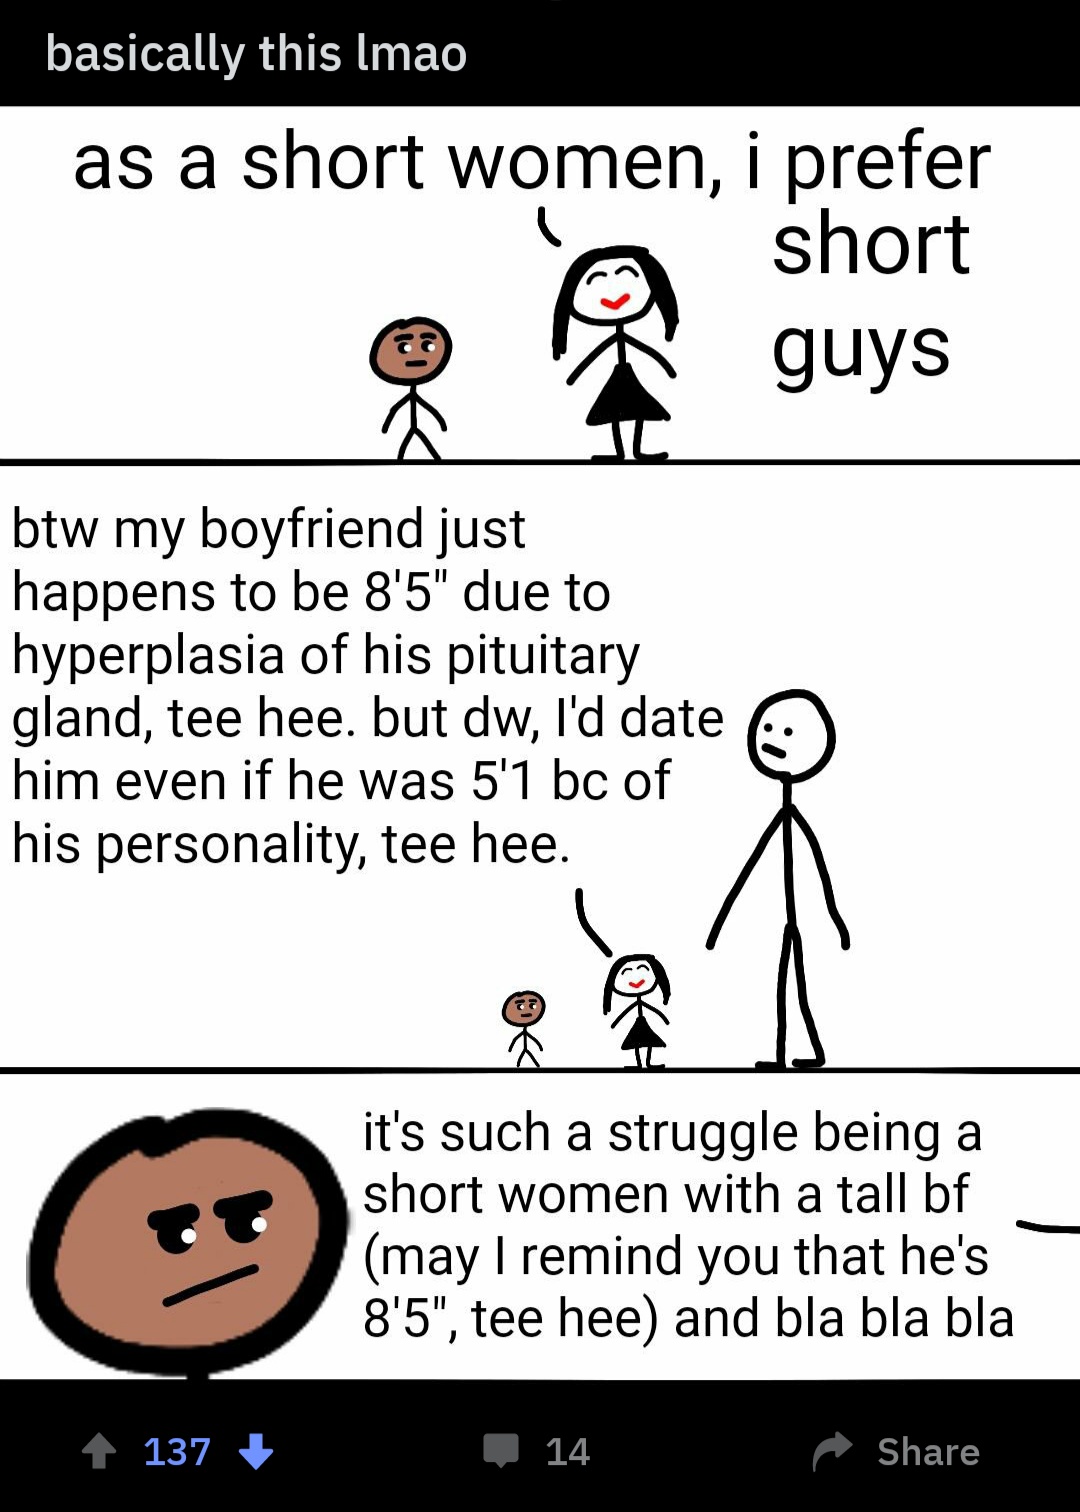 basically this lmao
as a short women, i prefer
short
guys
btw my boyfriend just
happens to be 8'5" due to
hyperplasia of his pituitary
gland, tee hee. but dw, I'd date
him even if he was 5'1 bc of
his personality, tee hee.
it's such a struggle being a
short women with a tall bf
(may I remind you that he's
8'5", tee hee) and bla bla bla
137 14 Share